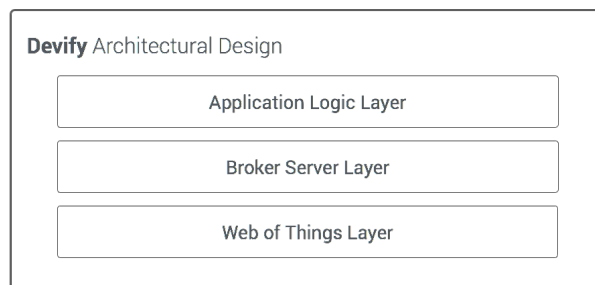 Devify Architectural Design
Application Logic Layer
Broker Server Layer
Web of Things Layer